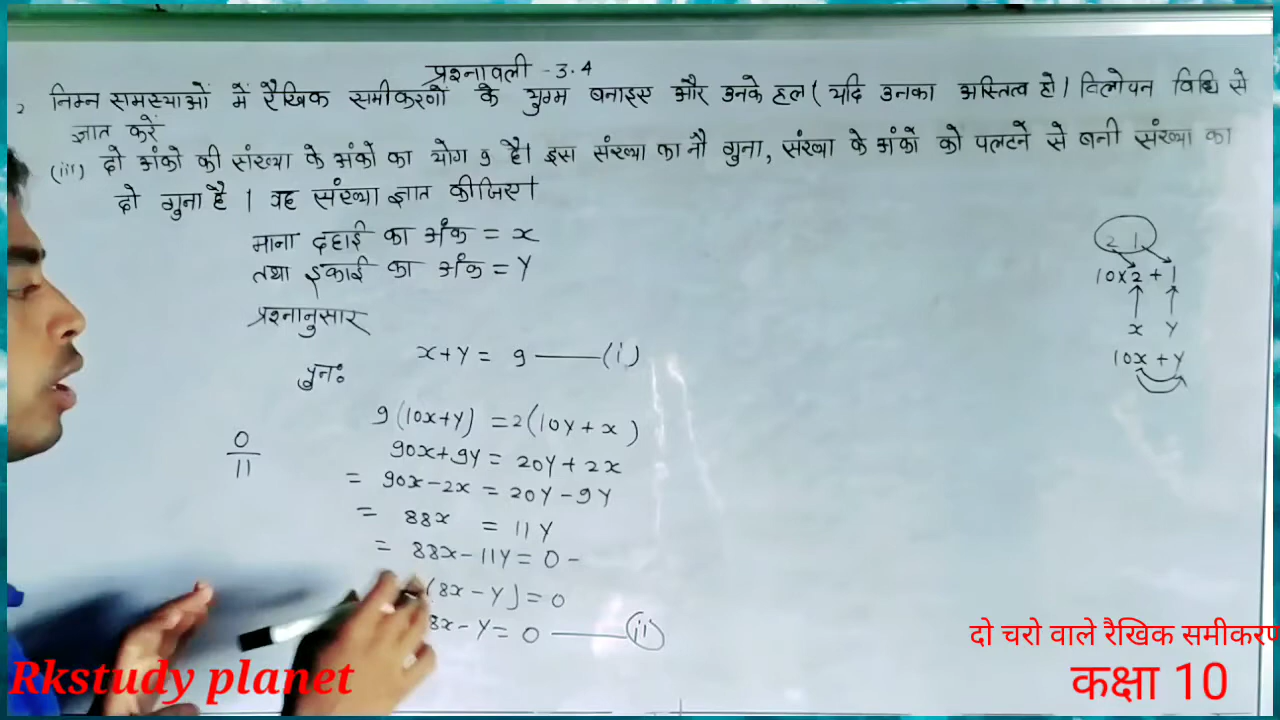 प्रश्नावली - 3.4
2 निम्न समस्याओं में रैखिक समीकरणों के युग्म बनाइए और उनके हल ( यदि उनका अस्तित्व हो । विलोपन विधि से
ज्ञात करें
(iii) दो अंको की संख्या के अंकों का योग 9 है। इस संख्या का नौ गुना, संख्या के अंकों को पलटने से बनी संख्या का
दो गुना है । वह संख्या ज्ञात कीजिए।
माना दहाई का अंक = x
तथा इकाई का अंक = Y
प्रश्नानुसार
x + Y = 9 (i)
पुनः
9 (10x + Y) = 2 (10Y + x )
90x + 9Y = 20Y + 2x
= 90x - 2x = 20Y - 9Y
= 88x = 11Y
= 88x - 11Y = 0 -
(8x - Y) = 0
8x - Y = 0 (ii)
0
11
2 1
10x2 + 1
x Y
10x + y
Rkstudy planet
दो चरो वाले रैखिक समीकरण
कक्षा 10